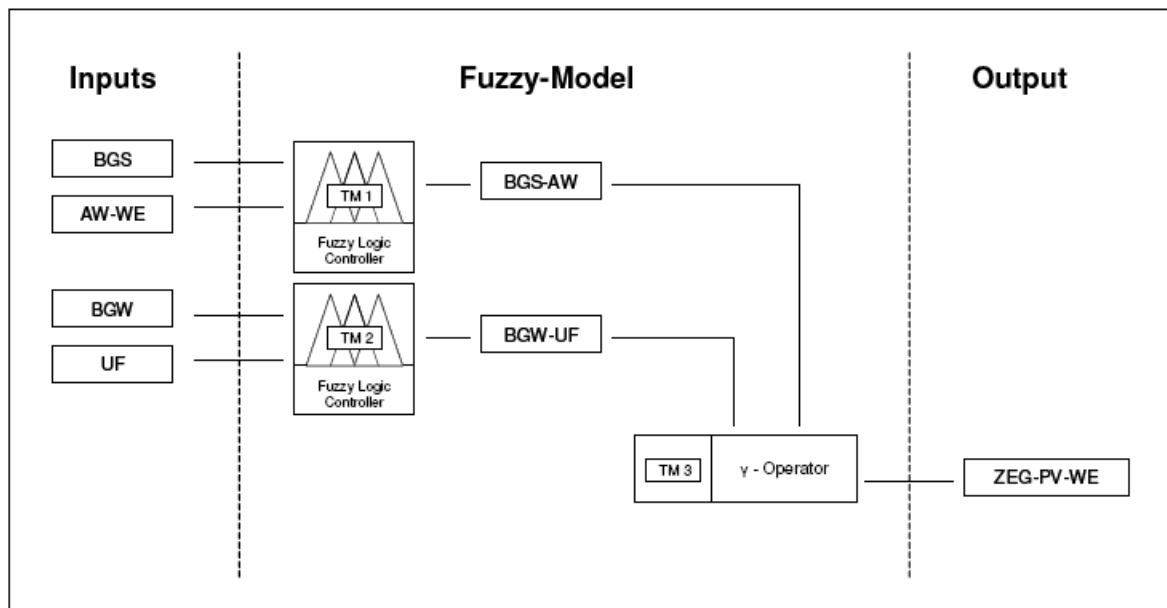 Inputs
Fuzzy-Model
Output
BGS
AW-WE
TM 1
Fuzzy Logic
Controller
BGS-AW
BGW
UF
TM 2
Fuzzy Logic
Controller
BGW-UF
TM 3
γ - Operator
ZEG-PV-WE